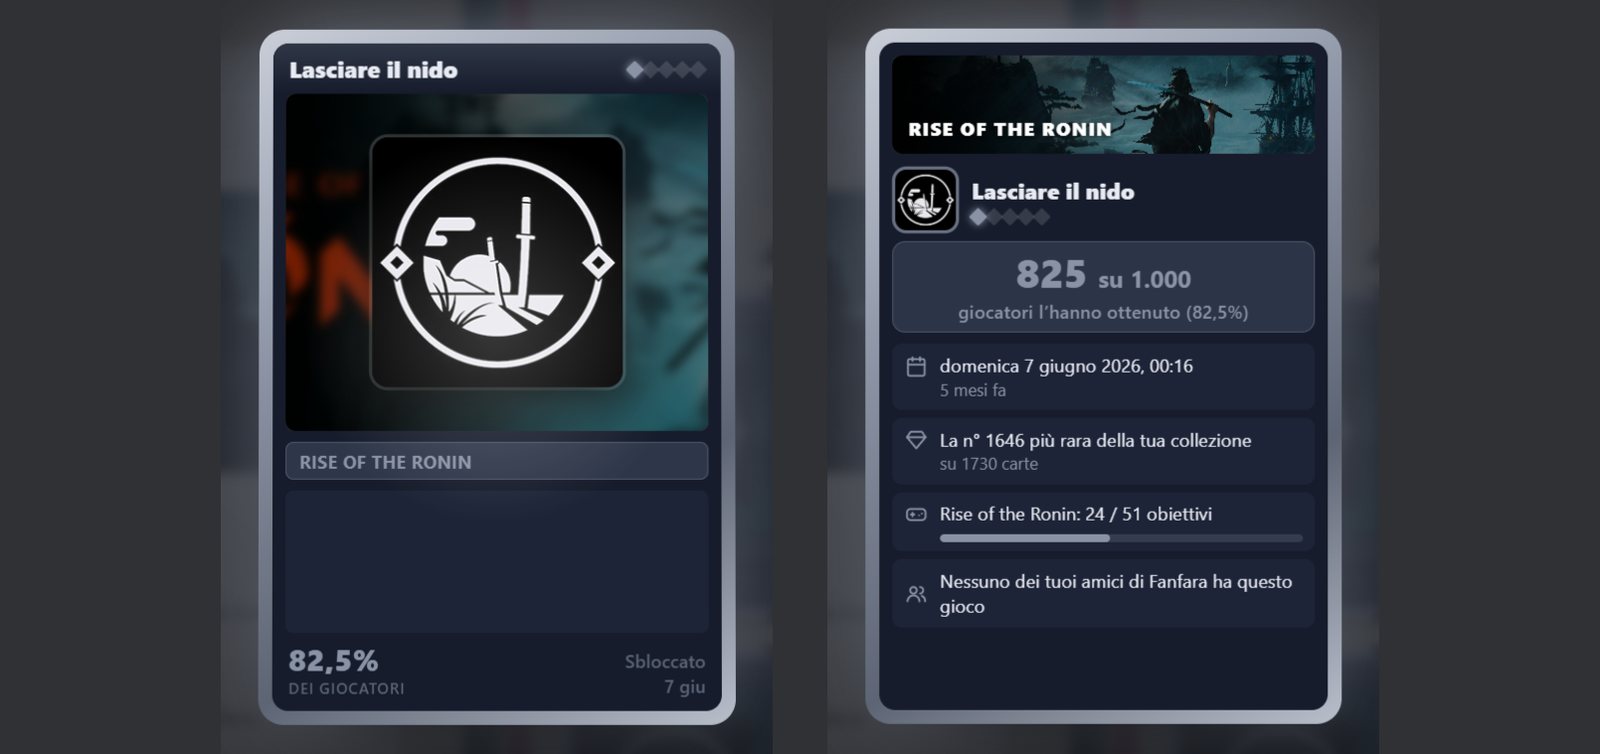 Lasciare il nido
RISE OF THE RONIN
82,5%
DEI GIOCATORI
Sbloccato
7 giu
RISE OF THE RONIN
Lasciare il nido
825 su 1.000
giocatori l'hanno ottenuto (82,5%)
domenica 7 giugno 2026, 00:16
5 mesi fa
La n° 1646 più rara della tua collezione
su 1730 carte
Rise of the Ronin: 24 / 51 obiettivi
Nessuno dei tuoi amici di Fanfara ha questo
gioco